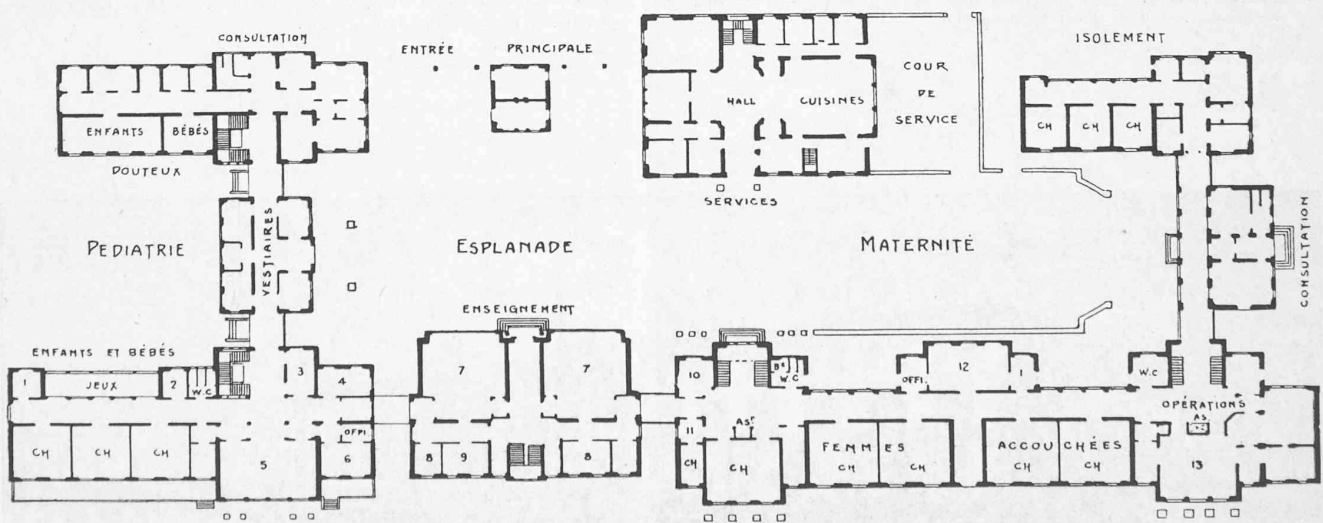 CONSULTATION
ENTRÉE PRINCIPALE
ISOLEMENT
ENFANTS BÉBÉS
DOUTEUX
HALL CUISINES
COUR
DE
SERVICE
SERVICES
CH CH CH
VESTIAIRES
PEDIATRIE
ESPLANADE
MATERNITÉ
CONSULTATION
ENSEIGNEMENT
ENFANTS ET BÉBÉS
1 JEUX 2 W.C 3 4
CH CH CH 5 OFFI. 6
7 7
8 9 8
10 W.C
11 AS.
CH CH
OFFI. 12 1
FEMMES ACCOUCHÉES
CH CH CH CH
W.C
OPÉRATIONS
AS.
13